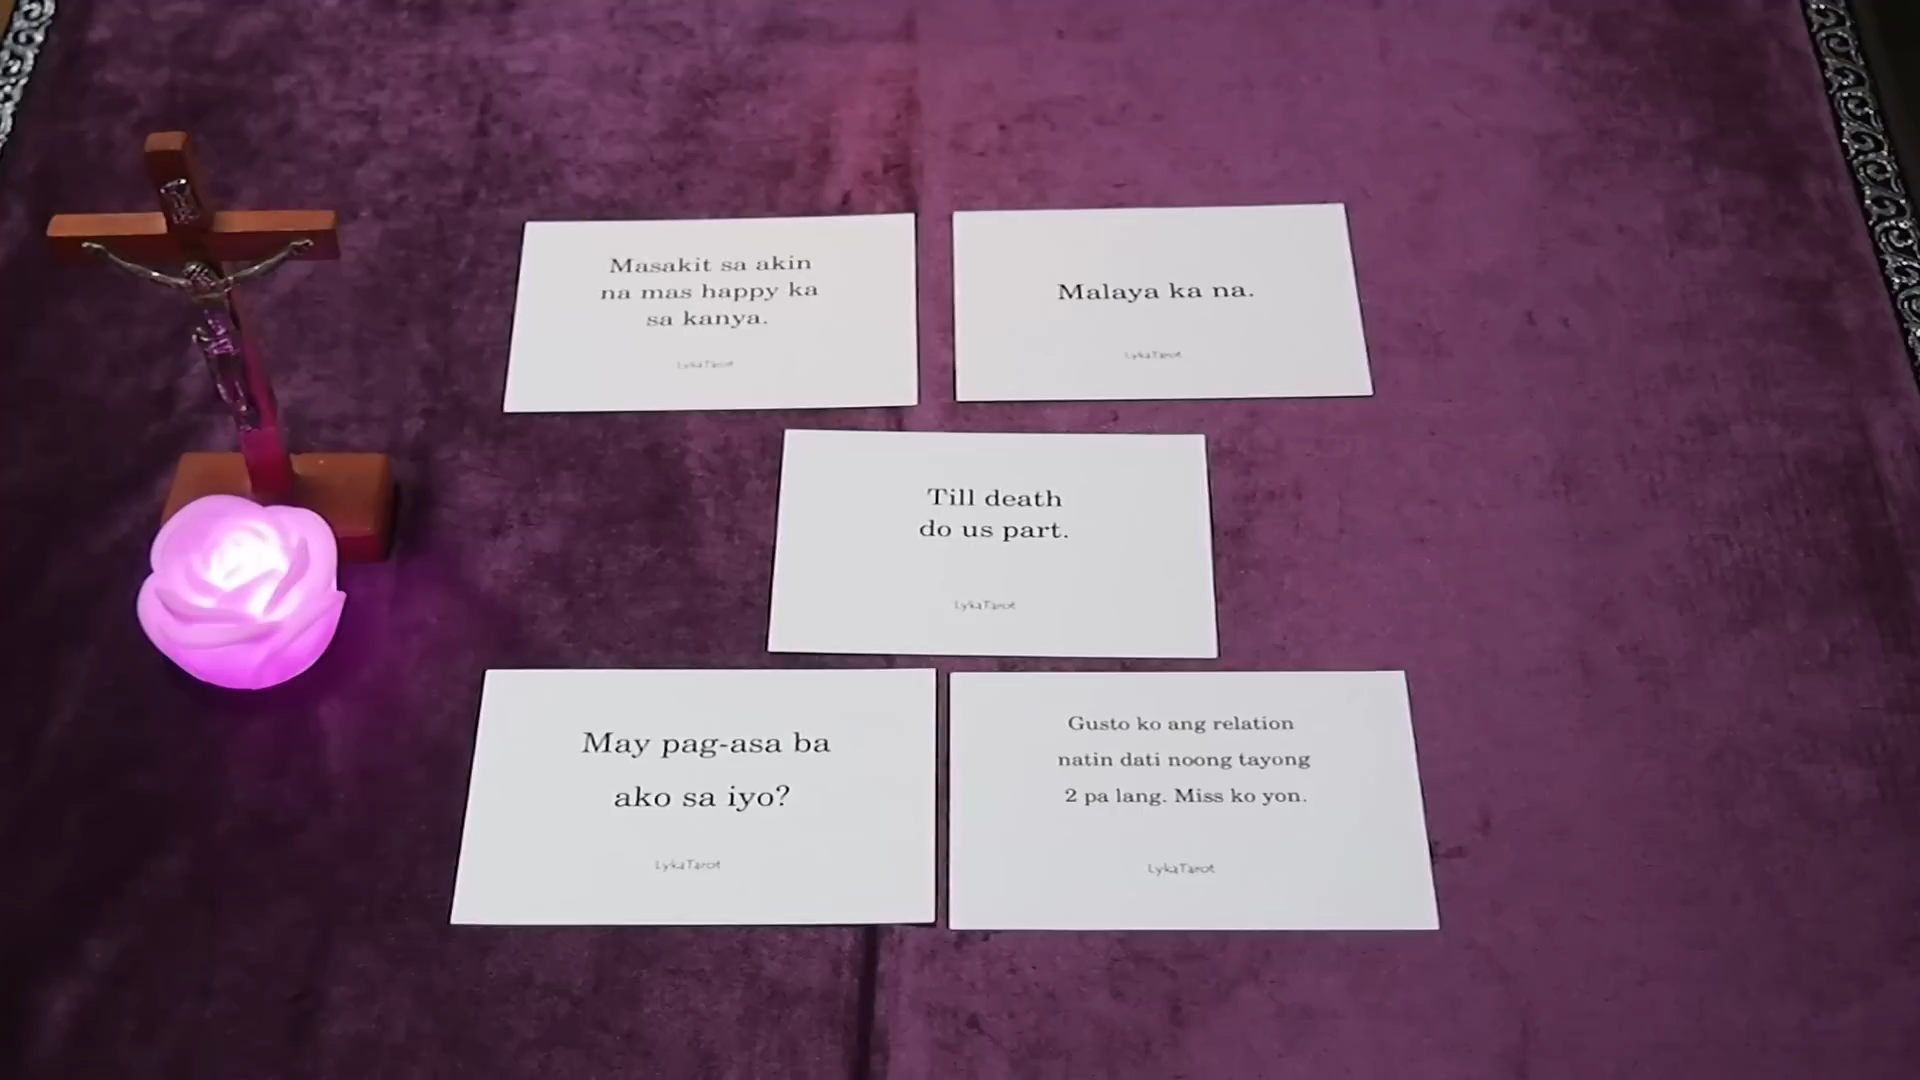 Masakit sa akin
na mas happy ka
sa kanya.
LykaTarot
Malaya ka na.
LykaTarot
Till death
do us part.
LykaTarot
May pag-asa ba
ako sa iyo?
LykaTarot
Gusto ko ang relation
natin dati noong tayong
2 pa lang. Miss ko yon.
LykaTarot